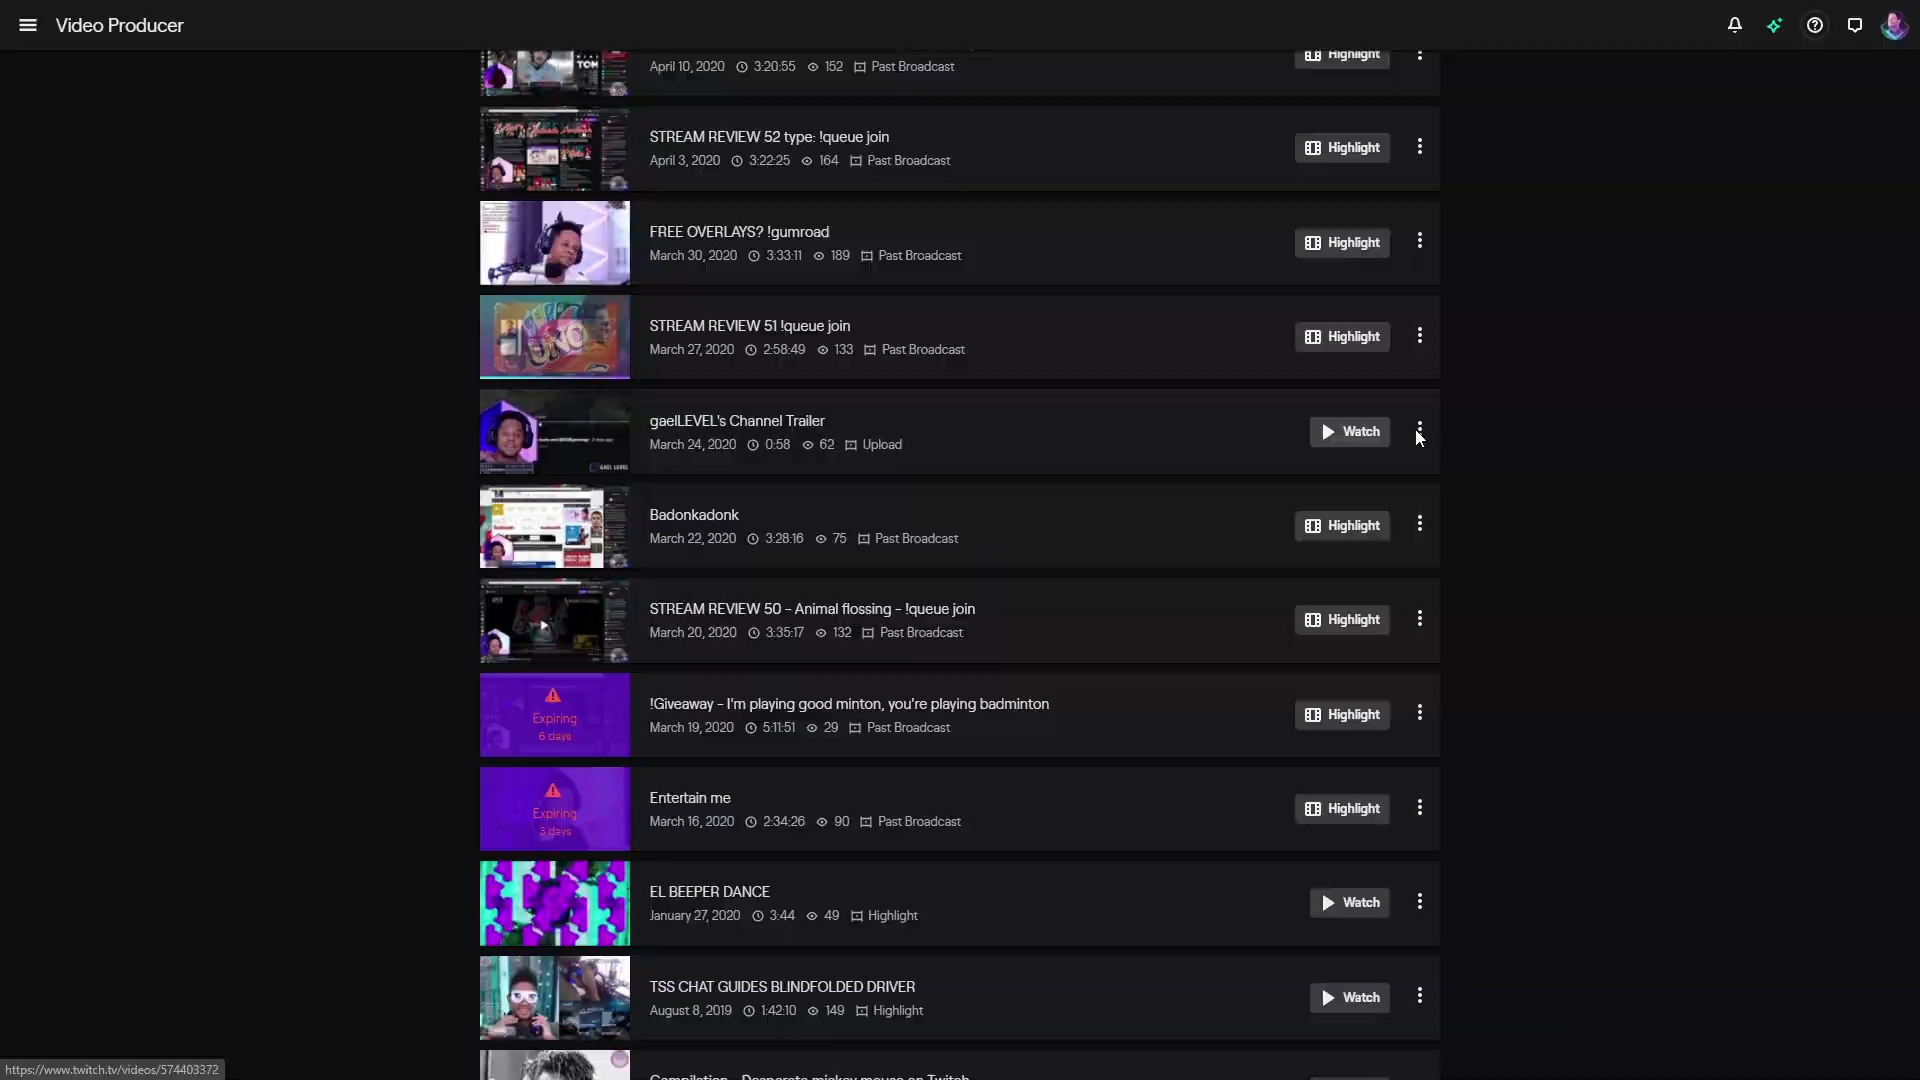 Video Producer
April 10, 2020 3:20:55 152 Past Broadcast
Highlight
STREAM REVIEW 52 type: !queue join
April 3, 2020 3:22:25 164 Past Broadcast
Highlight
FREE OVERLAYS? !gumroad
March 30, 2020 3:33:11 189 Past Broadcast
Highlight
UNO
STREAM REVIEW 51 !queue join
March 27, 2020 2:58:49 133 Past Broadcast
Highlight
gaelLEVEL's Channel Trailer
March 24, 2020 0:58 62 Upload
Watch
Badonkadonk
March 22, 2020 3:28:16 75 Past Broadcast
Highlight
STREAM REVIEW 50 - Animal flossing - !queue join
March 20, 2020 3:35:17 132 Past Broadcast
Highlight
Expiring
6 days
!Giveaway - I'm playing good minton, you're playing badminton
March 19, 2020 5:11:51 29 Past Broadcast
Highlight
Expiring
3 days
Entertain me
March 16, 2020 2:34:26 90 Past Broadcast
Highlight
EL BEEPER DANCE
January 27, 2020 3:44 49 Highlight
Watch
TSS CHAT GUIDES BLINDFOLDED DRIVER
August 8, 2019 1:42:10 149 Highlight
Watch
Compilation - Desperate mickey mouse on Twitch
https://www.twitch.tv/videos/574403372